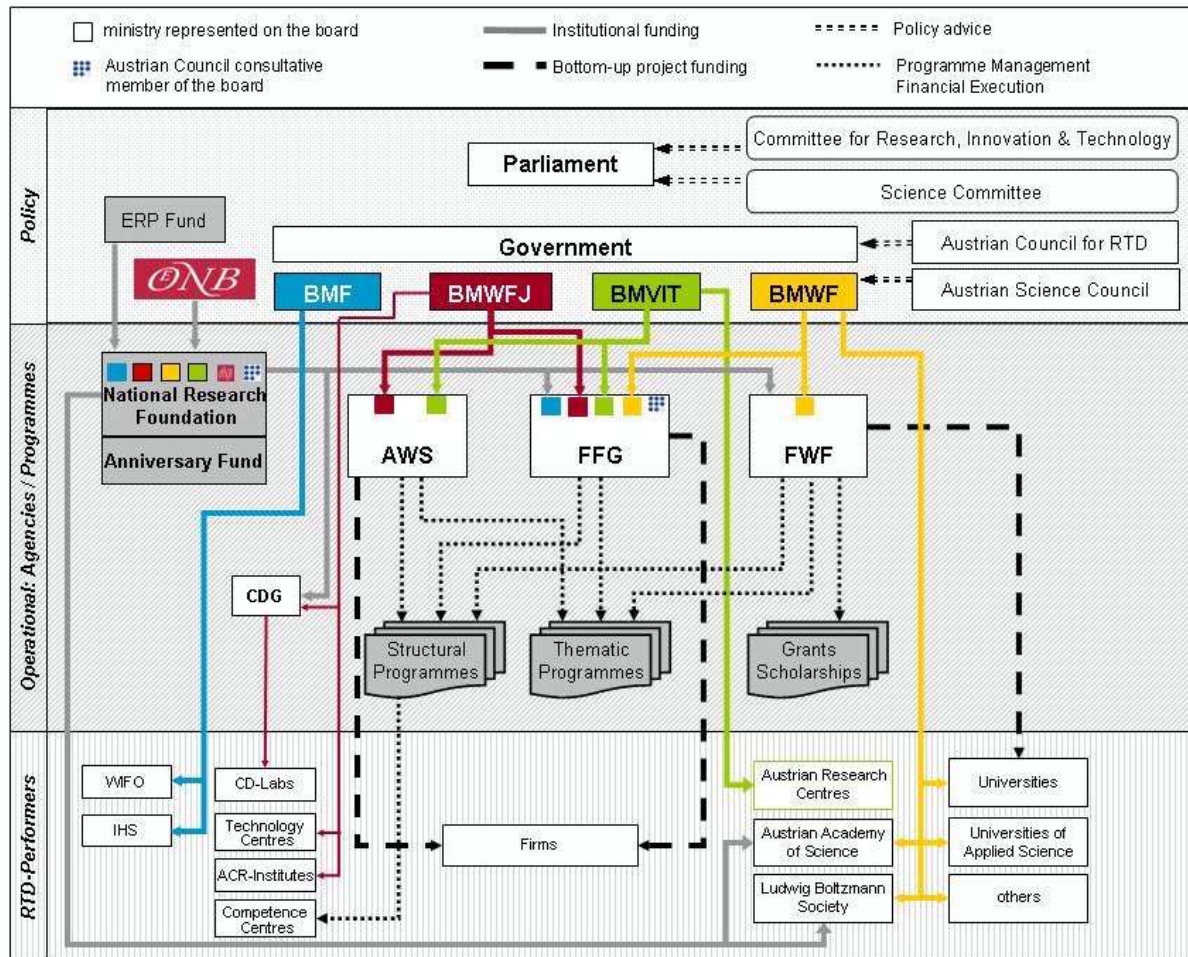 ministry represented on the board
Institutional funding
Policy advice
Austrian Council consultative
member of the board
Bottom-up project funding
Programme Management
Financial Execution
Policy
Committee for Research, Innovation & Technology
Parliament
Science Committee
ERP Fund
Government
Austrian Council for RTD
ŒNB
BMF
BMWFJ
BMVIT
BMWF
Austrian Science Council
Operational: Agencies / Programmes
National Research
Foundation
Anniversary Fund
AWS
FFG
FWF
CDG
Structural
Programmes
Thematic
Programmes
Grants
Scholarships
RTD-Performers
WIFO
IHS
CD-Labs
Technology
Centres
ACR-Institutes
Competence
Centres
Firms
Austrian Research
Centres
Austrian Academy
of Science
Ludwig Boltzmann
Society
Universities
Universities of
Applied Science
others